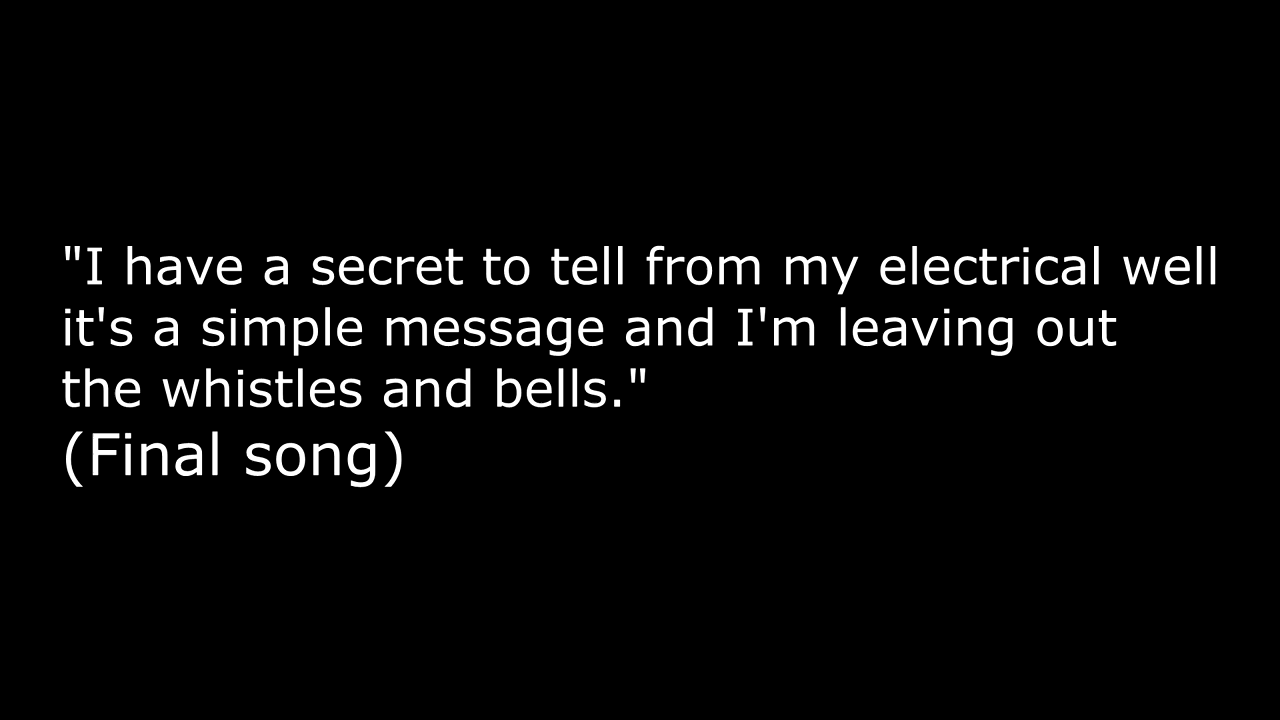 "I have a secret to tell from my electrical well
it's a simple message and I'm leaving out
the whistles and bells."
(Final song)